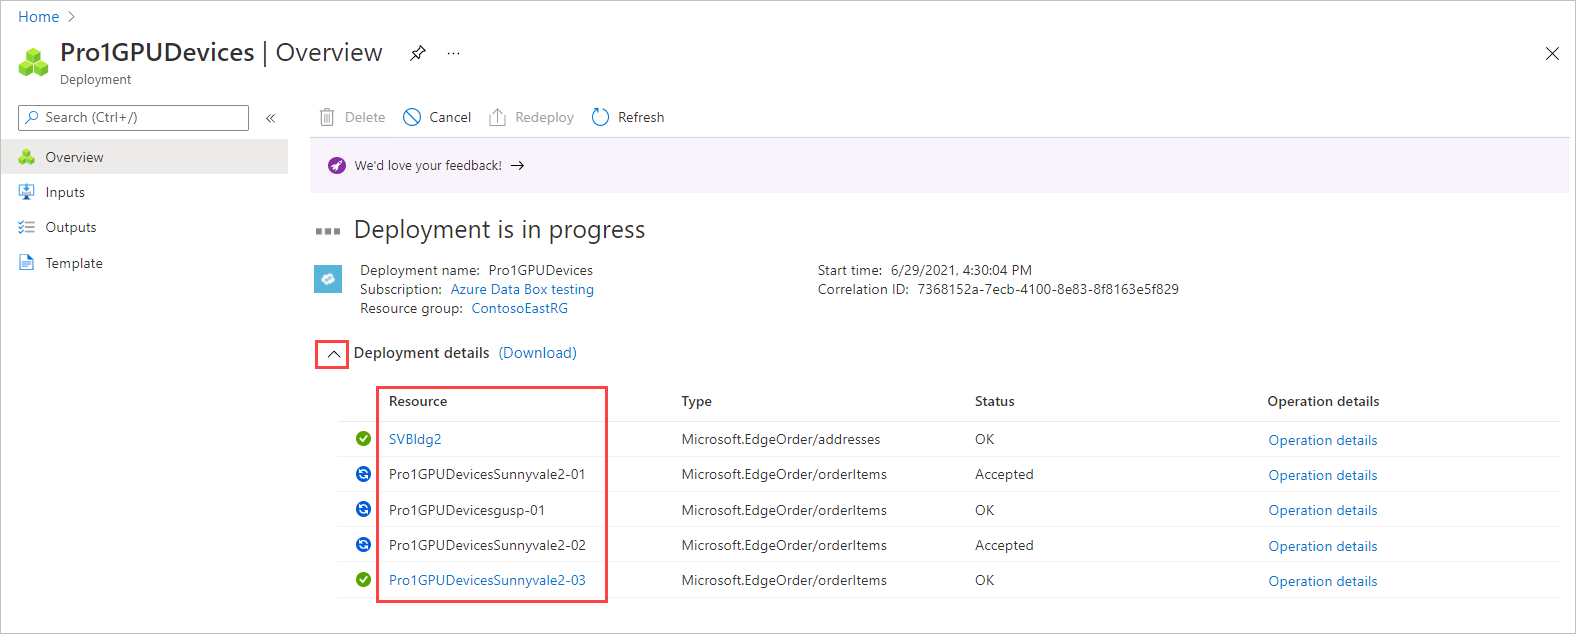 Home
Pro1GPUDevices | Overview
Deployment
Search (Ctrl+/)
Delete Cancel Redeploy Refresh
Overview
Inputs
Outputs
Template
We'd love your feedback!
Deployment is in progress
Deployment name: Pro1GPUDevices Start time: 6/29/2021, 4:30:04 PM
Subscription: Azure Data Box testing Correlation ID: 7368152a-7ecb-4100-8e83-8f8163e5f829
Resource group: ContosoEastRG
Deployment details (Download)
Resource Type Status Operation details
SVBldg2 Microsoft.EdgeOrder/addresses OK Operation details
Pro1GPUDevicesSunnyvale2-01 Microsoft.EdgeOrder/orderItems Accepted Operation details
Pro1GPUDevicesgusp-01 Microsoft.EdgeOrder/orderItems OK Operation details
Pro1GPUDevicesSunnyvale2-02 Microsoft.EdgeOrder/orderItems Accepted Operation details
Pro1GPUDevicesSunnyvale2-03 Microsoft.EdgeOrder/orderItems OK Operation details